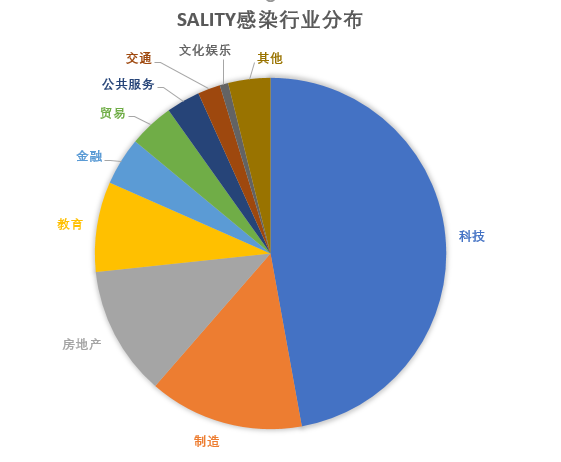 SALITY感染行业分布
文化娱乐
其他
交通
公共服务
贸易
金融
教育
科技
房地产
制造